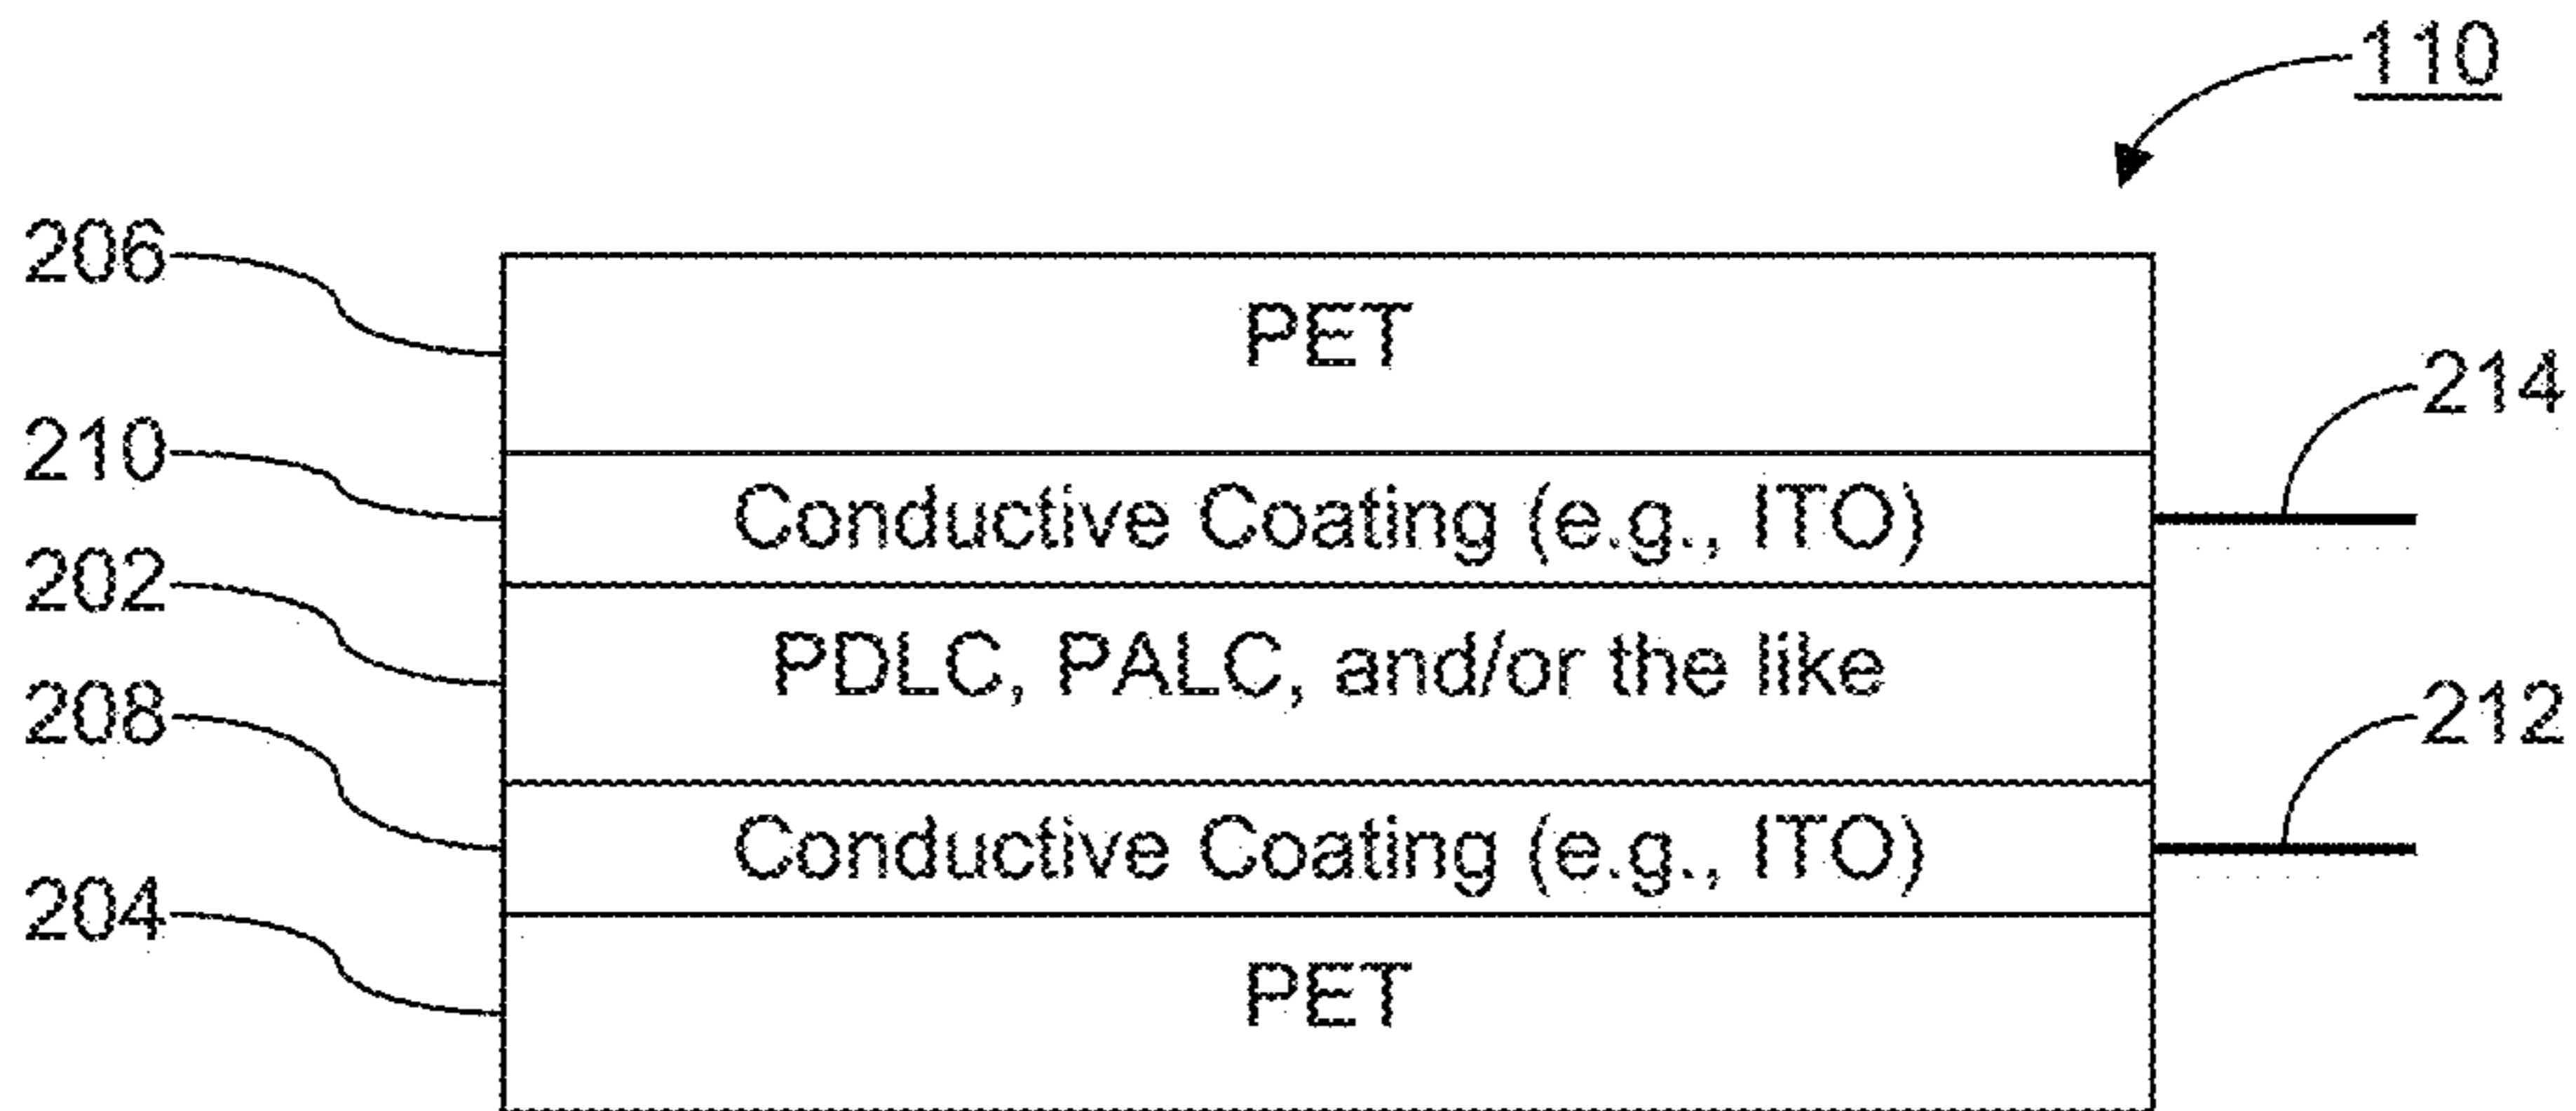 110
206
PET
214
210
Conductive Coating (e.g., ITO)
202
PDLC, PALC, and/or the like
208
212
Conductive Coating (e.g., ITO)
204
PET